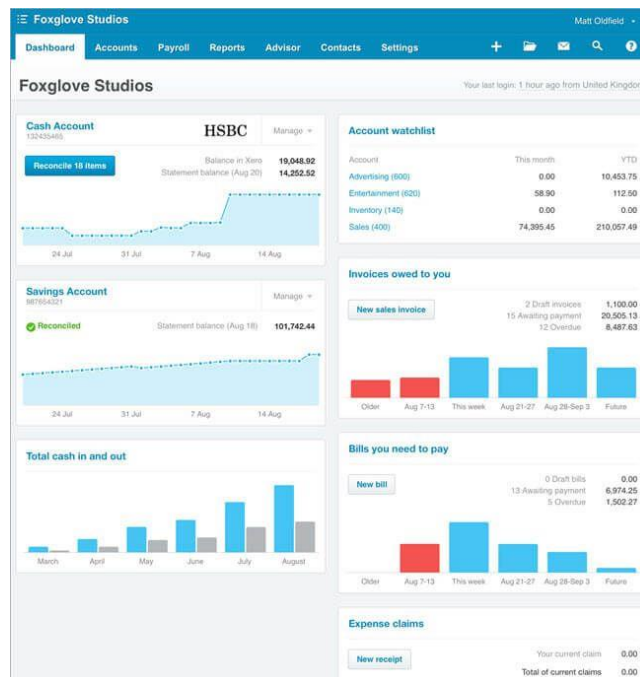 Foxglove Studios
Matt Oldfield
Dashboard Accounts Payroll Reports Advisor Contacts Settings
Foxglove Studios
Your last login: 1 hour ago from United Kingdom
Cash Account
132435465
HSBC
Manage
Reconcile 18 items
Balance in Xero 19,048.92
Statement balance (Aug 20) 14,252.52
24 Jul 31 Jul 7 Aug 14 Aug
Savings Account
987654321
Manage
Reconciled
Statement balance (Aug 18) 101,742.44
24 Jul 31 Jul 7 Aug 14 Aug
Total cash in and out
March April May June July August
Account watchlist
Account This month YTD
Advertising (600) 0.00 10,453.75
Entertainment (620) 58.90 112.50
Inventory (140) 0.00 0.00
Sales (400) 74,395.45 210,057.49
Invoices owed to you
New sales invoice
2 Draft invoices 1,100.00
15 Awaiting payment 20,505.13
12 Overdue 8,487.63
Older Aug 7-13 This week Aug 21-27 Aug 28-Sep 3 Future
Bills you need to pay
New bill
0 Draft bills 0.00
13 Awaiting payment 6,974.25
5 Overdue 1,502.27
Older Aug 7-13 This week Aug 21-27 Aug 28-Sep 3 Future
Expense claims
New receipt
Your current claim 0.00
Total of current claims 0.00